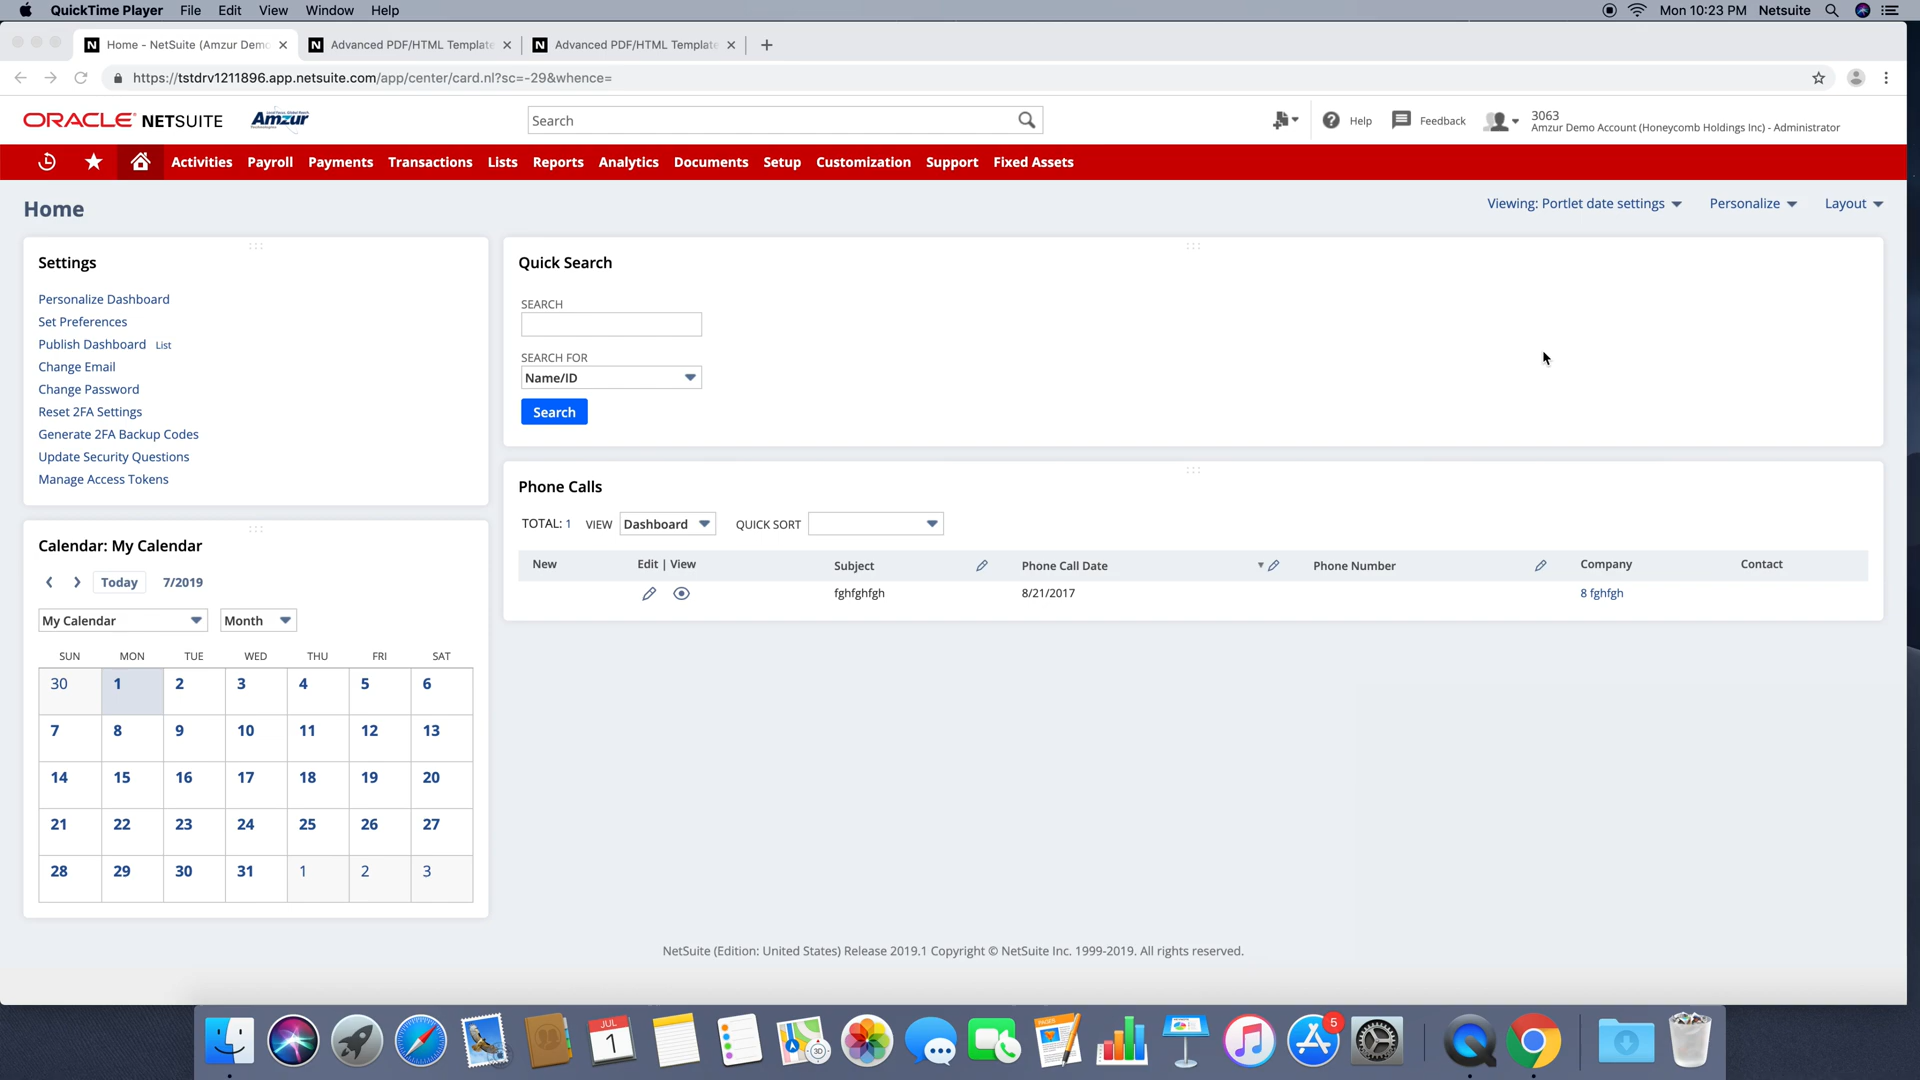 QuickTime Player File Edit View Window Help Mon 10:23 PM Netsuite
N Home - NetSuite (Amzur Demo N Advanced PDF/HTML Template N Advanced PDF/HTML Template
https://tstdrv1211896.app.netsuite.com/app/center/card.nl?sc=-29&whence=
ORACLE NETSUITE Amzur Search Help Feedback 3063
Amzur Demo Account (Honeycomb Holdings Inc) - Administrator
Activities Payroll Payments Transactions Lists Reports Analytics Documents Setup Customization Support Fixed Assets
Home Viewing: Portlet date settings Personalize Layout
Settings
Personalize Dashboard
Set Preferences
Publish Dashboard List
Change Email
Change Password
Reset 2FA Settings
Generate 2FA Backup Codes
Update Security Questions
Manage Access Tokens
Quick Search
SEARCH
SEARCH FOR
Name/ID
Search
Phone Calls
TOTAL: 1 VIEW Dashboard QUICK SORT
New Edit | View Subject Phone Call Date Phone Number Company Contact
fghfghfgh 8/21/2017 8 fghfgh
Calendar: My Calendar
Today 7/2019
My Calendar Month
SUN MON TUE WED THU FRI SAT
30 1 2 3 4 5 6
7 8 9 10 11 12 13
14 15 16 17 18 19 20
21 22 23 24 25 26 27
28 29 30 31 1 2 3
NetSuite (Edition: United States) Release 2019.1 Copyright © NetSuite Inc. 1999-2019. All rights reserved.
JUL
1
3D
PAGES
5